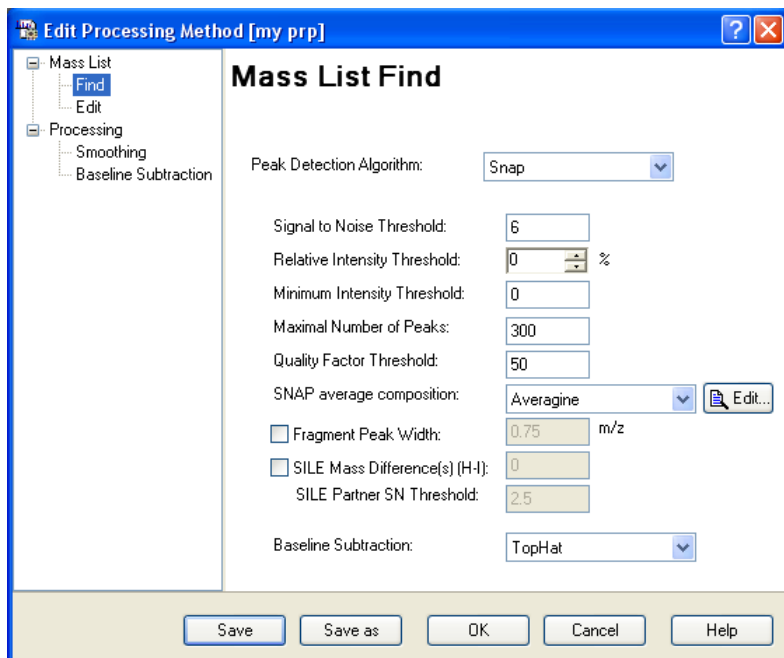 Edit Processing Method [my prp]
Mass List
Find
Edit
Processing
Smoothing
Baseline Subtraction
Mass List Find
Peak Detection Algorithm: Snap
Signal to Noise Threshold: 6
Relative Intensity Threshold: 0 %
Minimum Intensity Threshold: 0
Maximal Number of Peaks: 300
Quality Factor Threshold: 50
SNAP average composition: Averagine Edit...
Fragment Peak Width: 0.75 m/z
SILE Mass Difference(s) (H-l): 0
SILE Partner SN Threshold: 2.5
Baseline Subtraction: TopHat
Save Save as OK Cancel Help